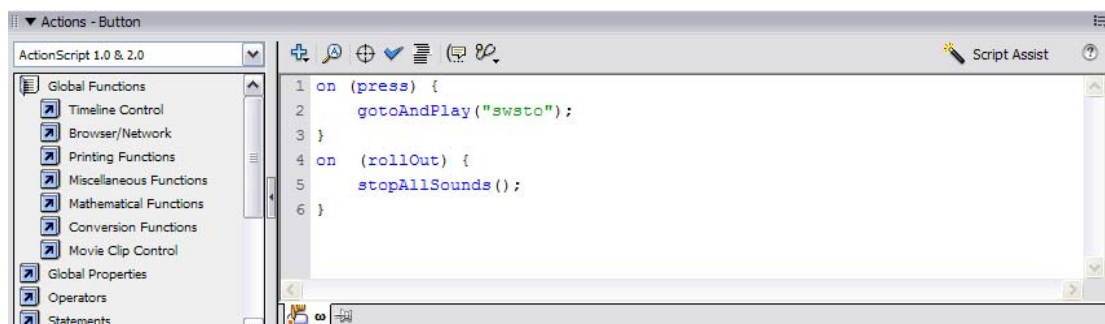 Actions - Button
ActionScript 1.0 & 2.0
Script Assist
Global Functions
Timeline Control
Browser/Network
Printing Functions
Miscellaneous Functions
Mathematical Functions
Conversion Functions
Movie Clip Control
Global Properties
Operators
Statements
1 on (press) {
2 gotoAndPlay("swsto");
3 }
4 on (rollOut) {
5 stopAllSounds();
6 }
ω